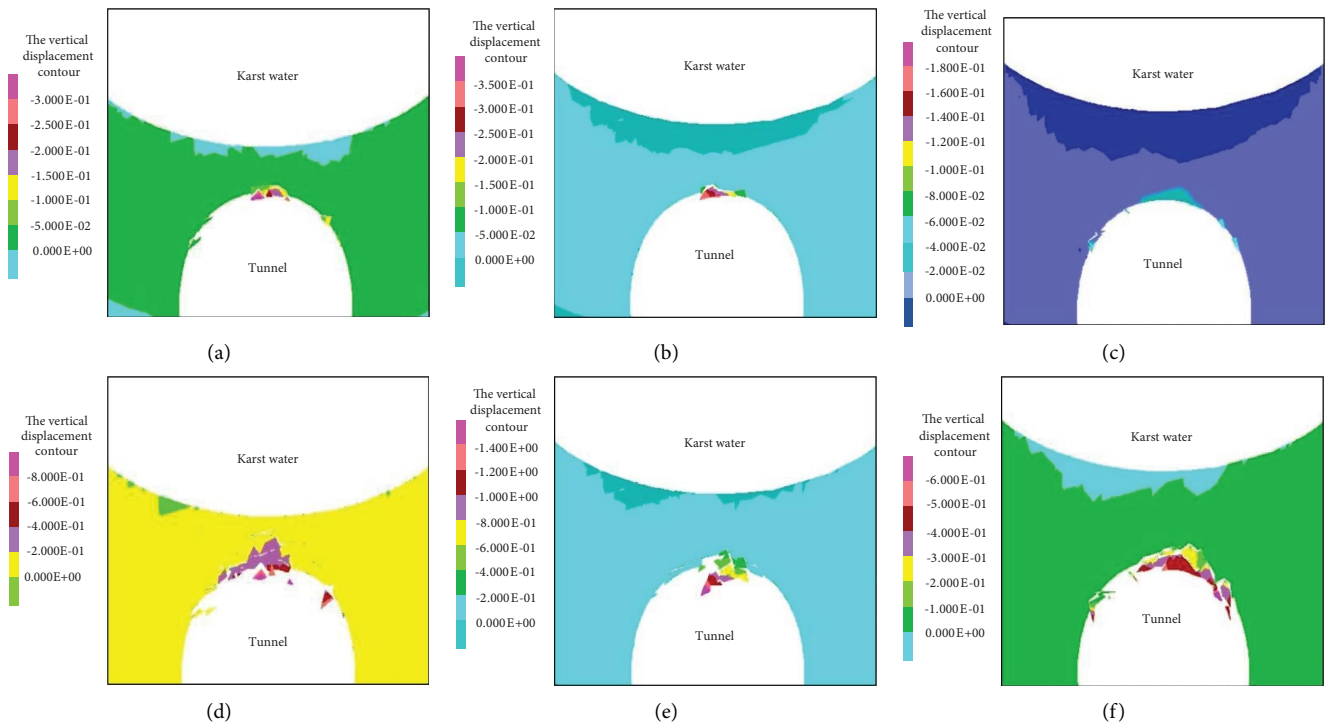 The vertical
displacement
contour
-3.000E-01
-2.500E-01
-2.000E-01
-1.500E-01
-1.000E-01
-5.000E-02
0.000E+00
Karst water
Tunnel
(a)
The vertical
displacement
contour
-3.500E-01
-3.000E-01
-2.500E-01
-2.000E-01
-1.500E-01
-1.000E-01
-5.000E-02
0.000E+00
Karst water
Tunnel
(b)
The vertical
displacement
contour
-1.800E-01
-1.600E-01
-1.400E-01
-1.200E-01
-1.000E-01
-8.000E-02
-6.000E-02
-4.000E-02
-2.000E-02
0.000E+00
Karst water
Tunnel
(c)
The vertical
displacement
contour
-8.000E-01
-6.000E-01
-4.000E-01
-2.000E-01
0.000E+00
Karst water
Tunnel
(d)
The vertical
displacement
contour
-1.400E+00
-1.200E+00
-1.000E+00
-8.000E-01
-6.000E-01
-4.000E-01
-2.000E-01
0.000E+00
Karst water
Tunnel
(e)
The vertical
displacement
contour
-6.000E-01
-5.000E-01
-4.000E-01
-3.000E-01
-2.000E-01
-1.000E-01
0.000E+00
Karst water
Tunnel
(f)